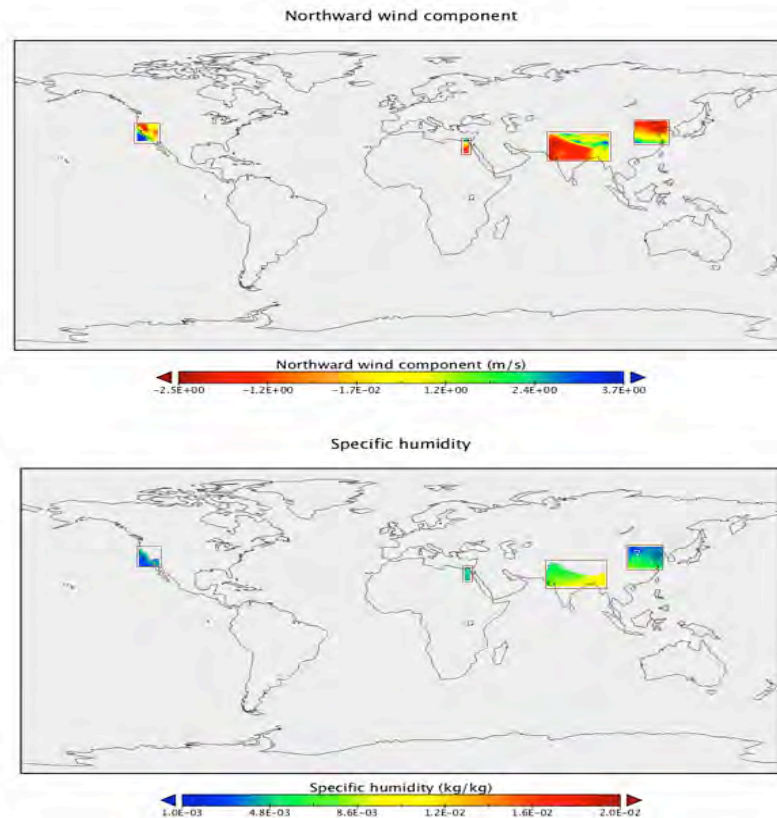 Northward wind component
Northward wind component (m/s)
-2.5E+00 -1.2E+00 -1.7E-02 1.2E+00 2.4E+00 3.7E+00
Specific humidity
Specific humidity (kg/kg)
1.0E-03 4.8E-03 8.6E-03 1.2E-02 1.6E-02 2.0E-02